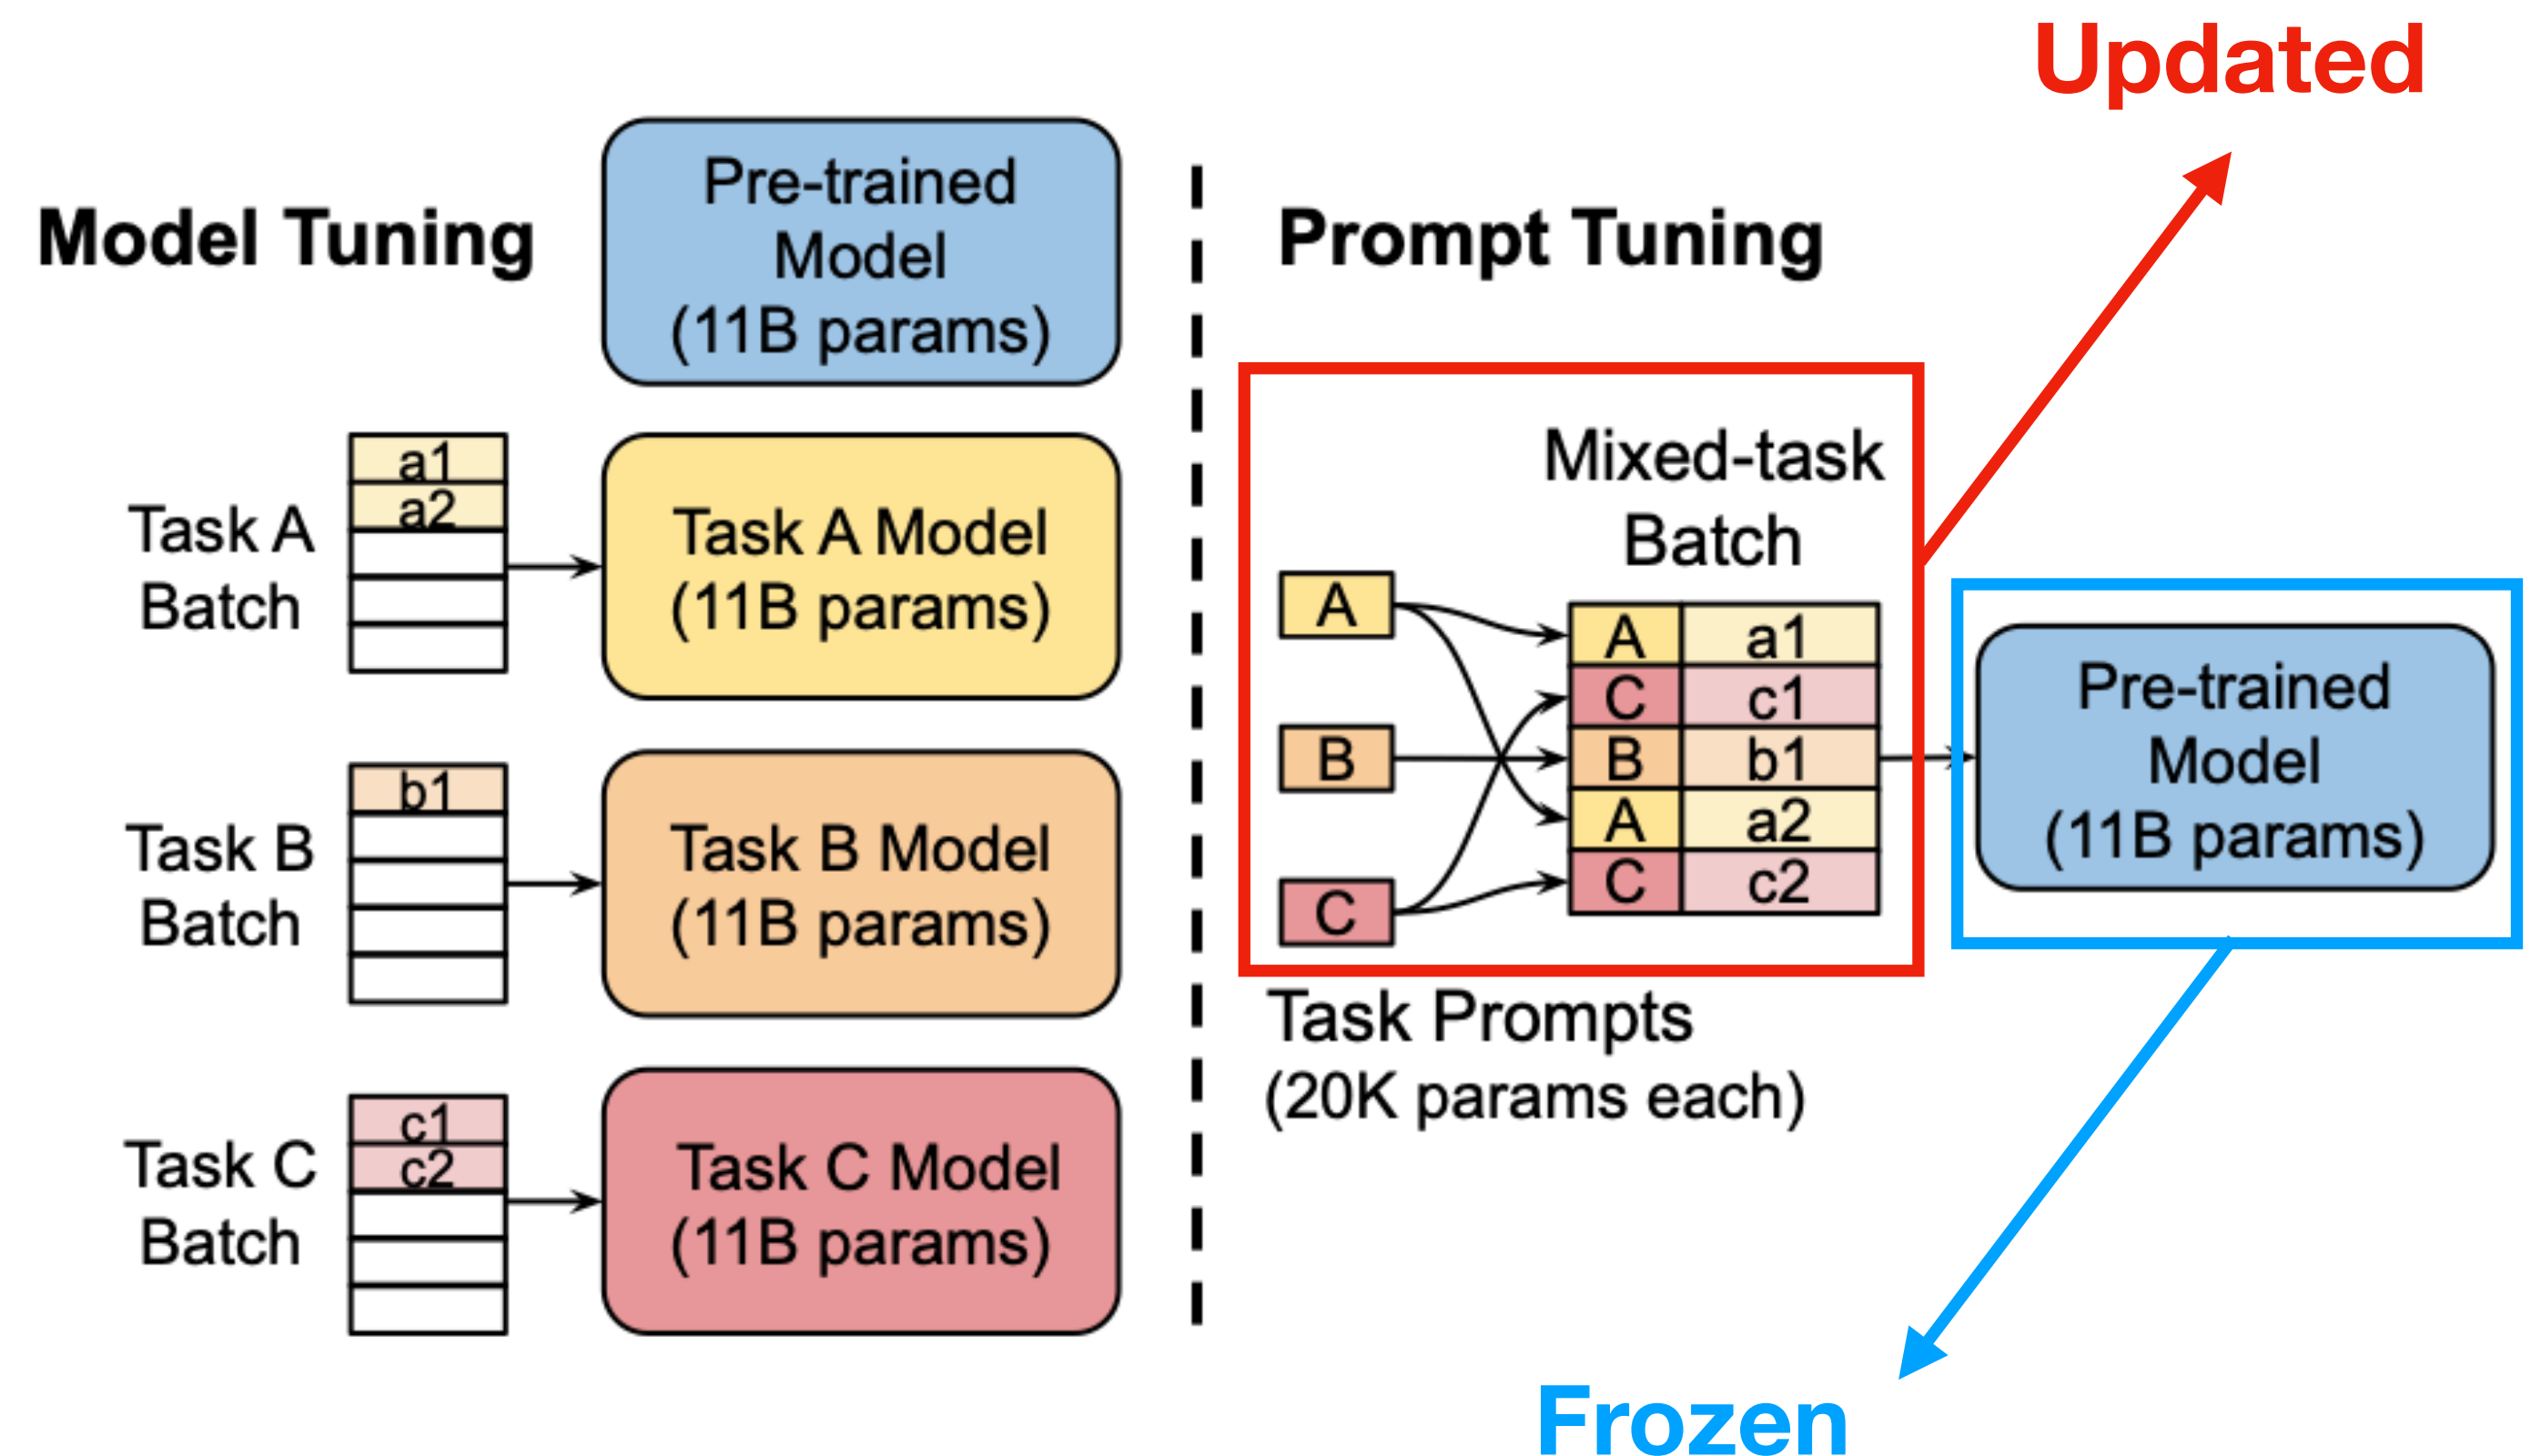 Model Tuning
Pre-trained
Model
(11B params)
Task A
Batch
a1
a2
Task A Model
(11B params)
Task B
Batch
b1
Task B Model
(11B params)
Task C
Batch
c1
c2
Task C Model
(11B params)
Prompt Tuning
Updated
Mixed-task
Batch
A
B
C
A a1
C c1
B b1
A a2
C c2
Task Prompts
(20K params each)
Pre-trained
Model
(11B params)
Frozen